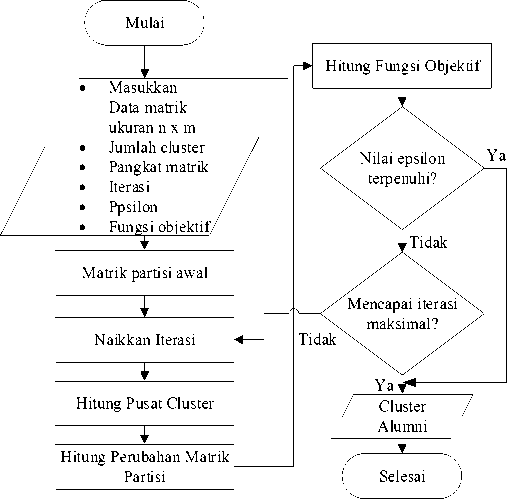 Mulai
• Masukkan
Data matrik
ukuran n x m
• Jumlah cluster
• Pangkat matrik
• Iterasi
• Ppsilon
• Fungsi objektif
Matrik partisi awal
Naikkan Iterasi
Hitung Pusat Cluster
Hitung Perubahan Matrik
Partisi
Hitung Fungsi Objektif
Nilai epsilon
terpenuhi?
Ya
Tidak
Mencapai iterasi
maksimal?
Tidak
Ya
Cluster
Alumni
Selesai